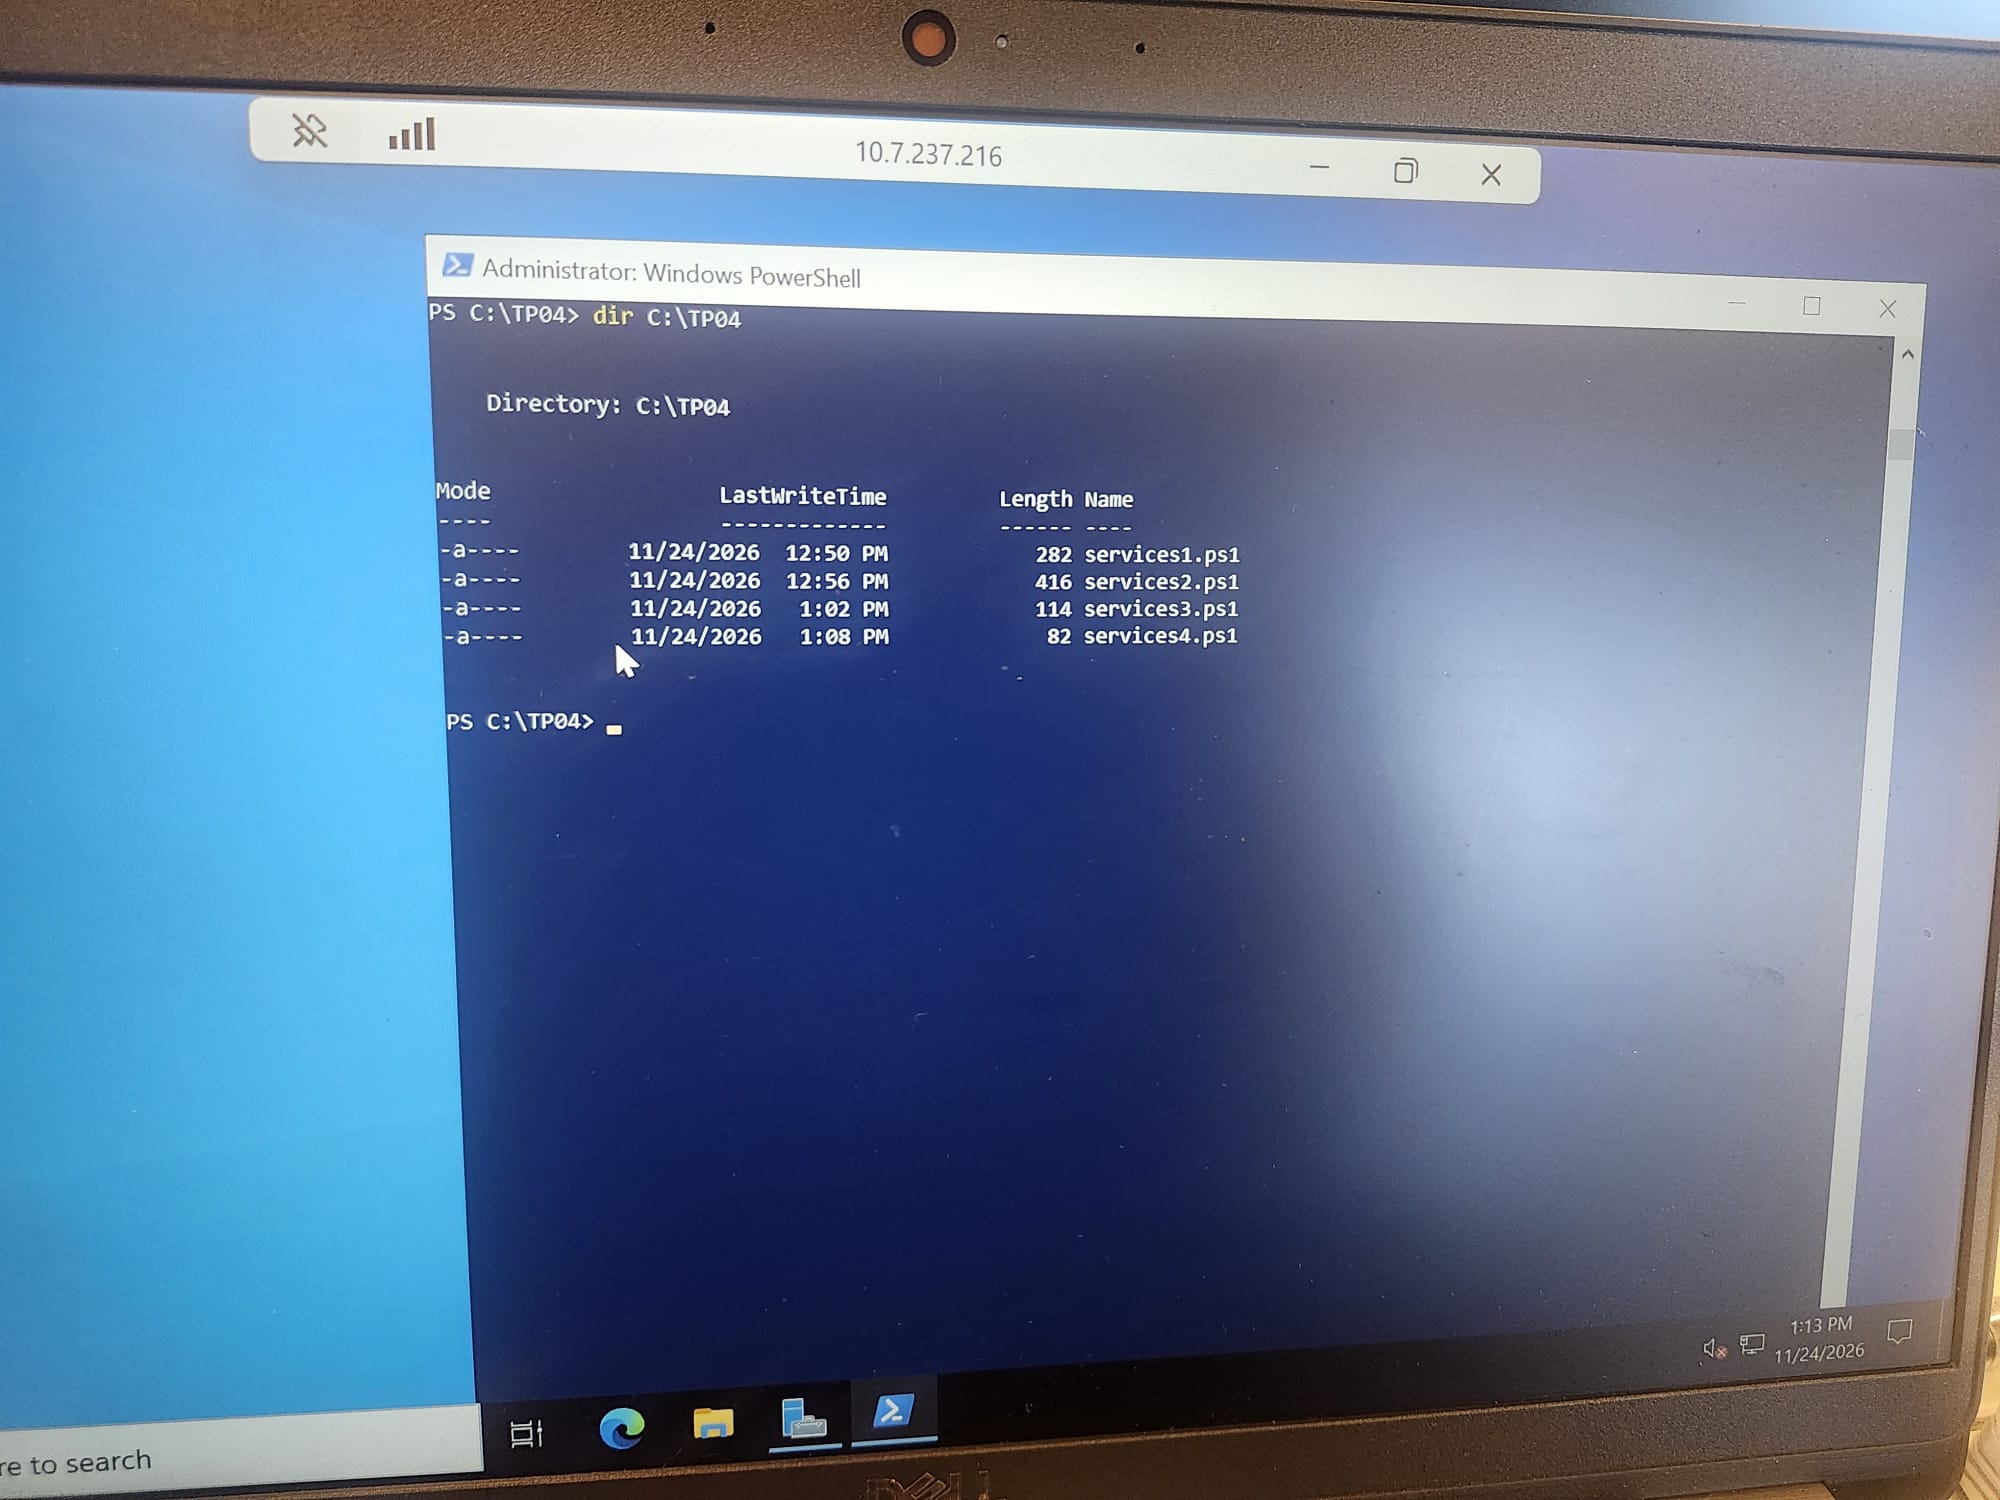 10.7.237.216
Administrator: Windows PowerShell
PS C:\TP04> dir C:\TP04
Directory: C:\TP04
Mode LastWriteTime Length Name
---- ------------- ------ ----
-a---- 11/24/2026 12:50 PM 282 services1.ps1
-a---- 11/24/2026 12:56 PM 416 services2.ps1
-a---- 11/24/2026 1:02 PM 114 services3.ps1
-a---- 11/24/2026 1:08 PM 82 services4.ps1
PS C:\TP04>
1:13 PM
11/24/2026
re to search
DELL